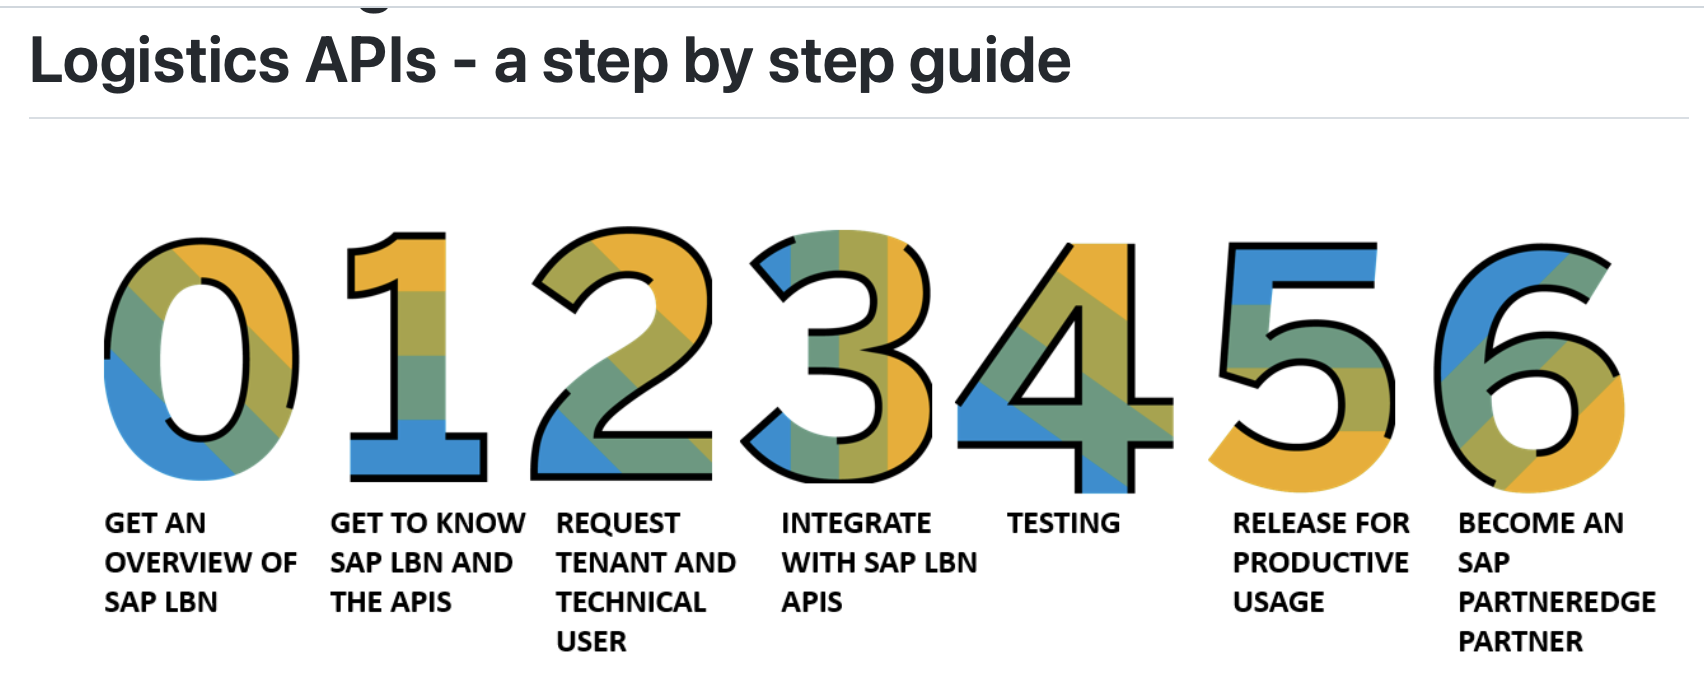 Logistics APIs - a step by step guide
0 1 2 3 4 5 6
GET AN
OVERVIEW OF
SAP LBN
GET TO KNOW
SAP LBN AND
THE APIS
REQUEST
TENANT AND
TECHNICAL
USER
INTEGRATE
WITH SAP LBN
APIS
TESTING
RELEASE FOR
PRODUCTIVE
USAGE
BECOME AN
SAP
PARTNEREDGE
PARTNER